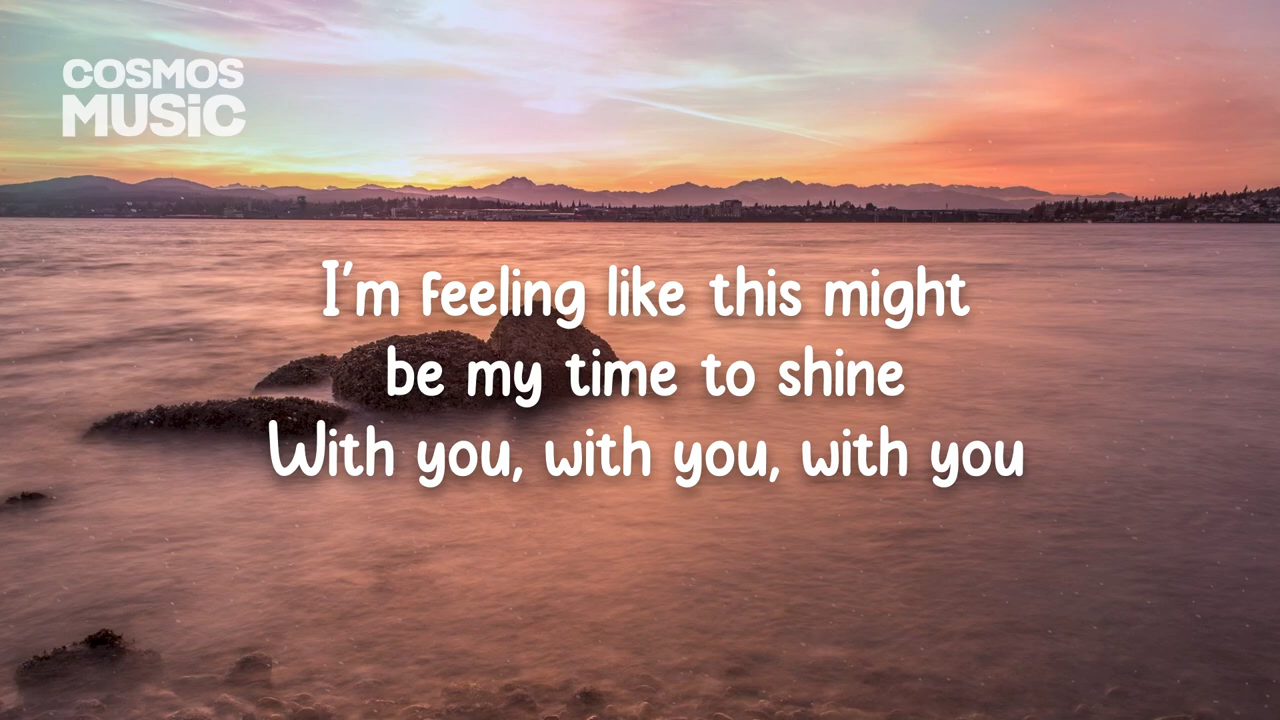 COSMOS
MUSiC
I'm feeling like this might
be my time to shine
With you, with you, with you